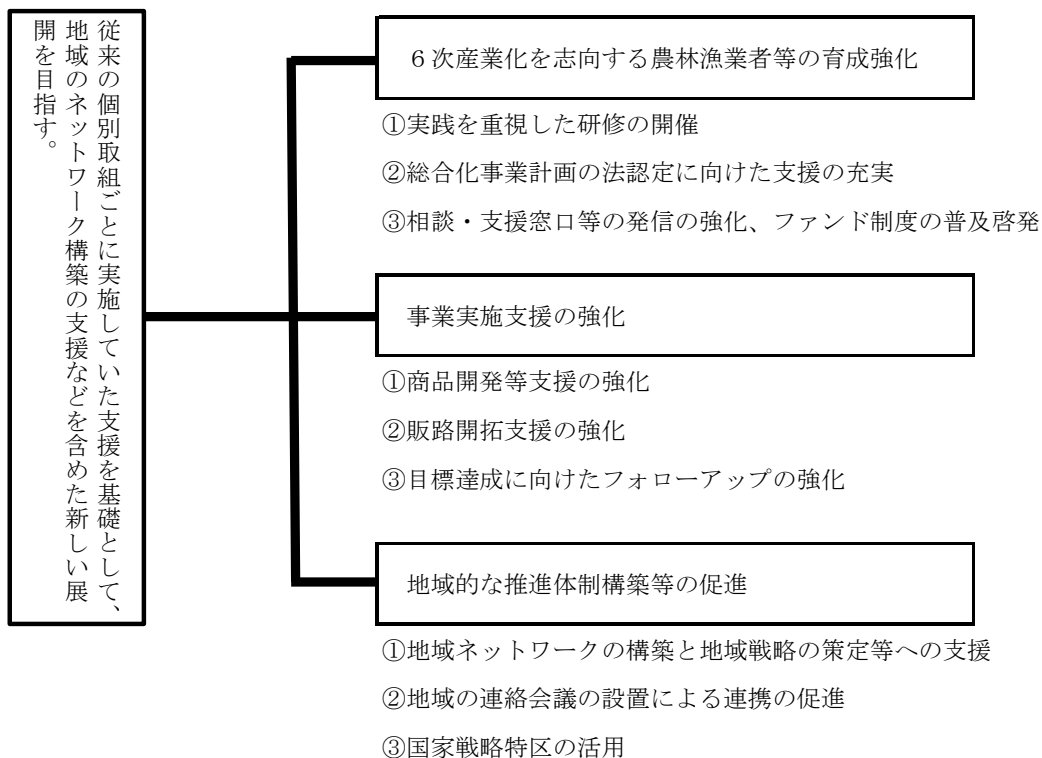 従来の個別取組ごとに実施していた支援を基礎として、
地域のネットワーク構築の支援などを含めた新しい展
開を目指す。
６次産業化を志向する農林漁業者等の育成強化
①実践を重視した研修の開催
②総合化事業計画の法認定に向けた支援の充実
③相談・支援窓口等の発信の強化、ファンド制度の普及啓発
事業実施支援の強化
①商品開発等支援の強化
②販路開拓支援の強化
③目標達成に向けたフォローアップの強化
地域的な推進体制構築等の促進
①地域ネットワークの構築と地域戦略の策定等への支援
②地域の連絡会議の設置による連携の促進
③国家戦略特区の活用